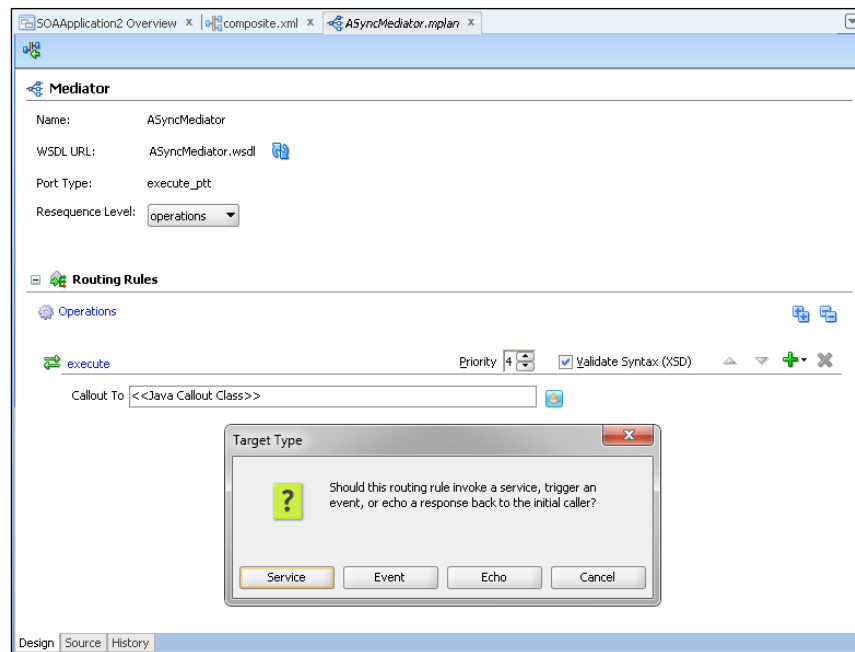 SOAApplication2 Overview composite.xml ASyncMediator.mplan
Mediator
Name: ASyncMediator
WSDL URL: ASyncMediator.wsdl
Port Type: execute_ptt
Resequence Level: operations
Routing Rules
Operations
execute Priority 4 Validate Syntax (XSD)
Callout To <<Java Callout Class>>
Target Type
?
Should this routing rule invoke a service, trigger an
event, or echo a response back to the initial caller?
Service Event Echo Cancel
Design Source History